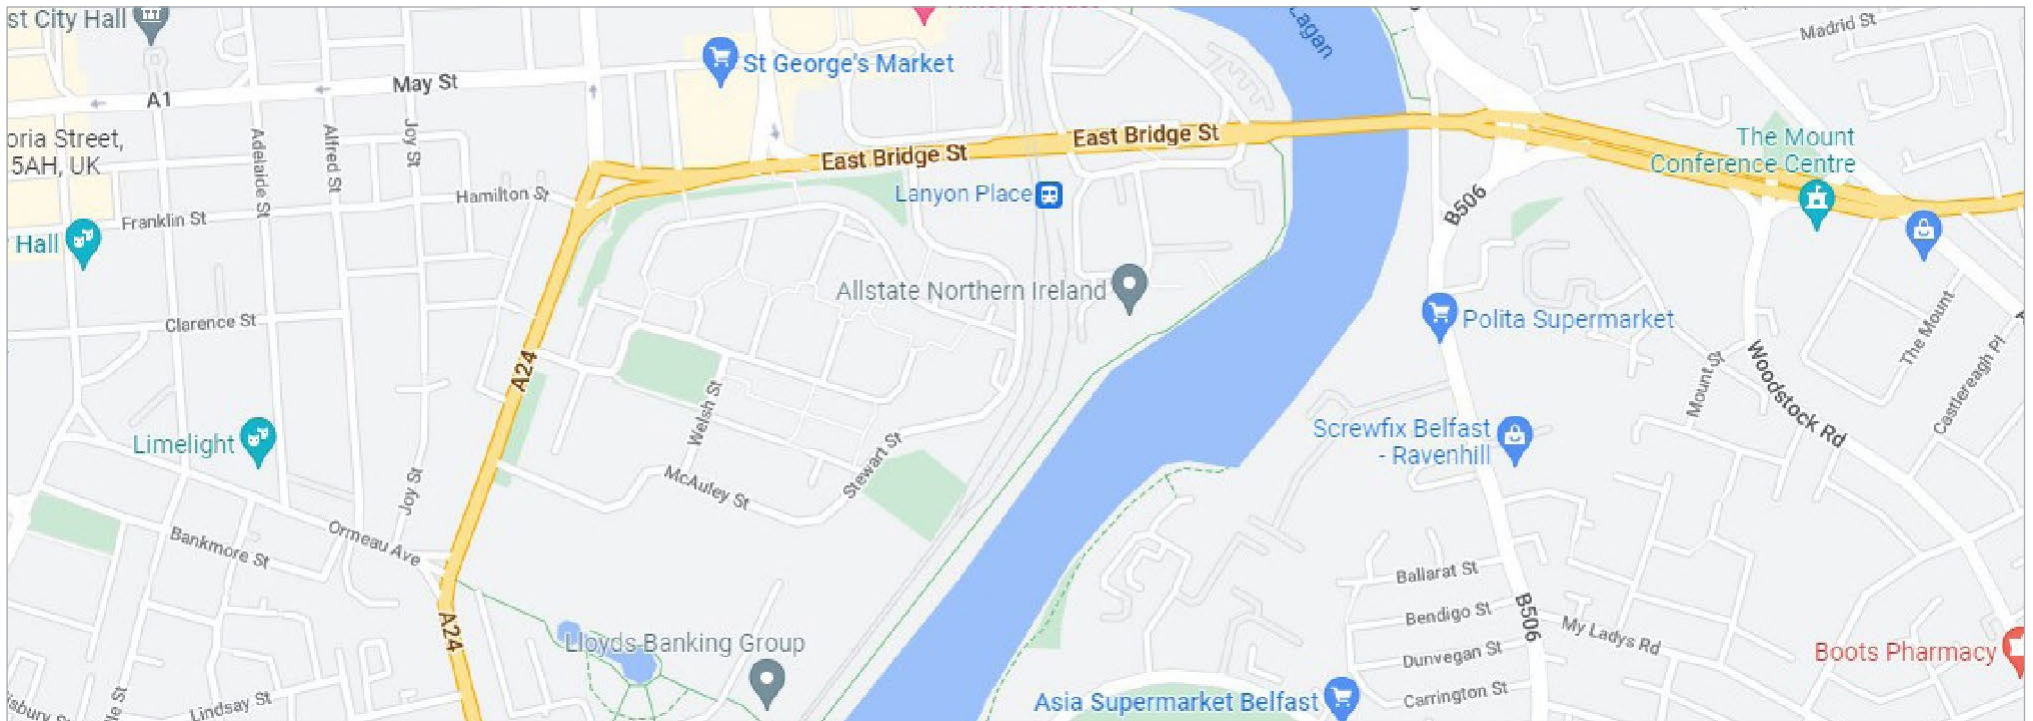 st City Hall
Lagan
Madrid St
St George's Market
May St
A1
oria Street,
5AH, UK
Adelaide St
Alfred St
Joy St
East Bridge St
East Bridge St
The Mount
Conference Centre
Lanyon Place
Hamilton St
Franklin St
B506
Hall
Allstate Northern Ireland
Clarence St
Polita Supermarket
The Mount
A24
Mount St
Woodstock Rd
Castlereagh Pl
Welsh St
Limelight
Screwfix Belfast
- Ravenhill
Stewart St
McAuley St
Joy St
Ormeau Ave
Bankmore St
Ballarat St
Bendigo St
B506
My Ladys Rd
A24
Lloyds Banking Group
Dunvegan St
Boots Pharmacy
Carrington St
Asia Supermarket Belfast
Lindsay St